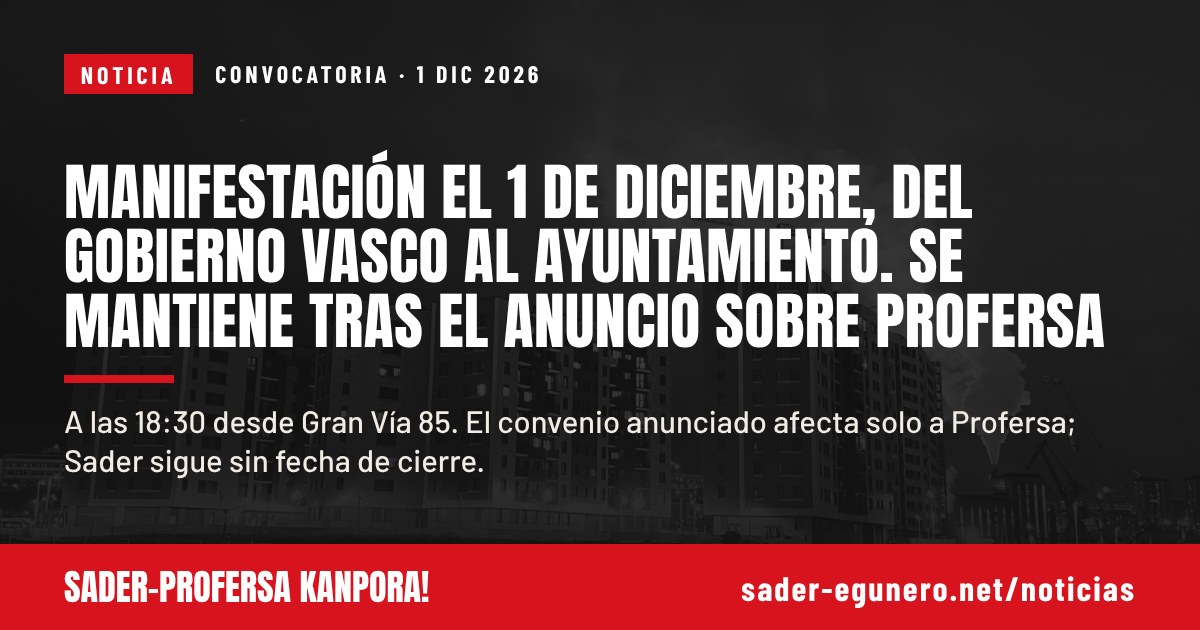 NOTICIA CONVOCATORIA · 1 DIC 2026
MANIFESTACIÓN EL 1 DE DICIEMBRE, DEL
GOBIERNO VASCO AL AYUNTAMIENTO. SE
MANTIENE TRAS EL ANUNCIO SOBRE PROFERSA
A las 18:30 desde Gran Vía 85. El convenio anunciado afecta solo a Profersa;
Sader sigue sin fecha de cierre.
SADER-PROFERSA KANPORA! sader-egunero.net/noticias